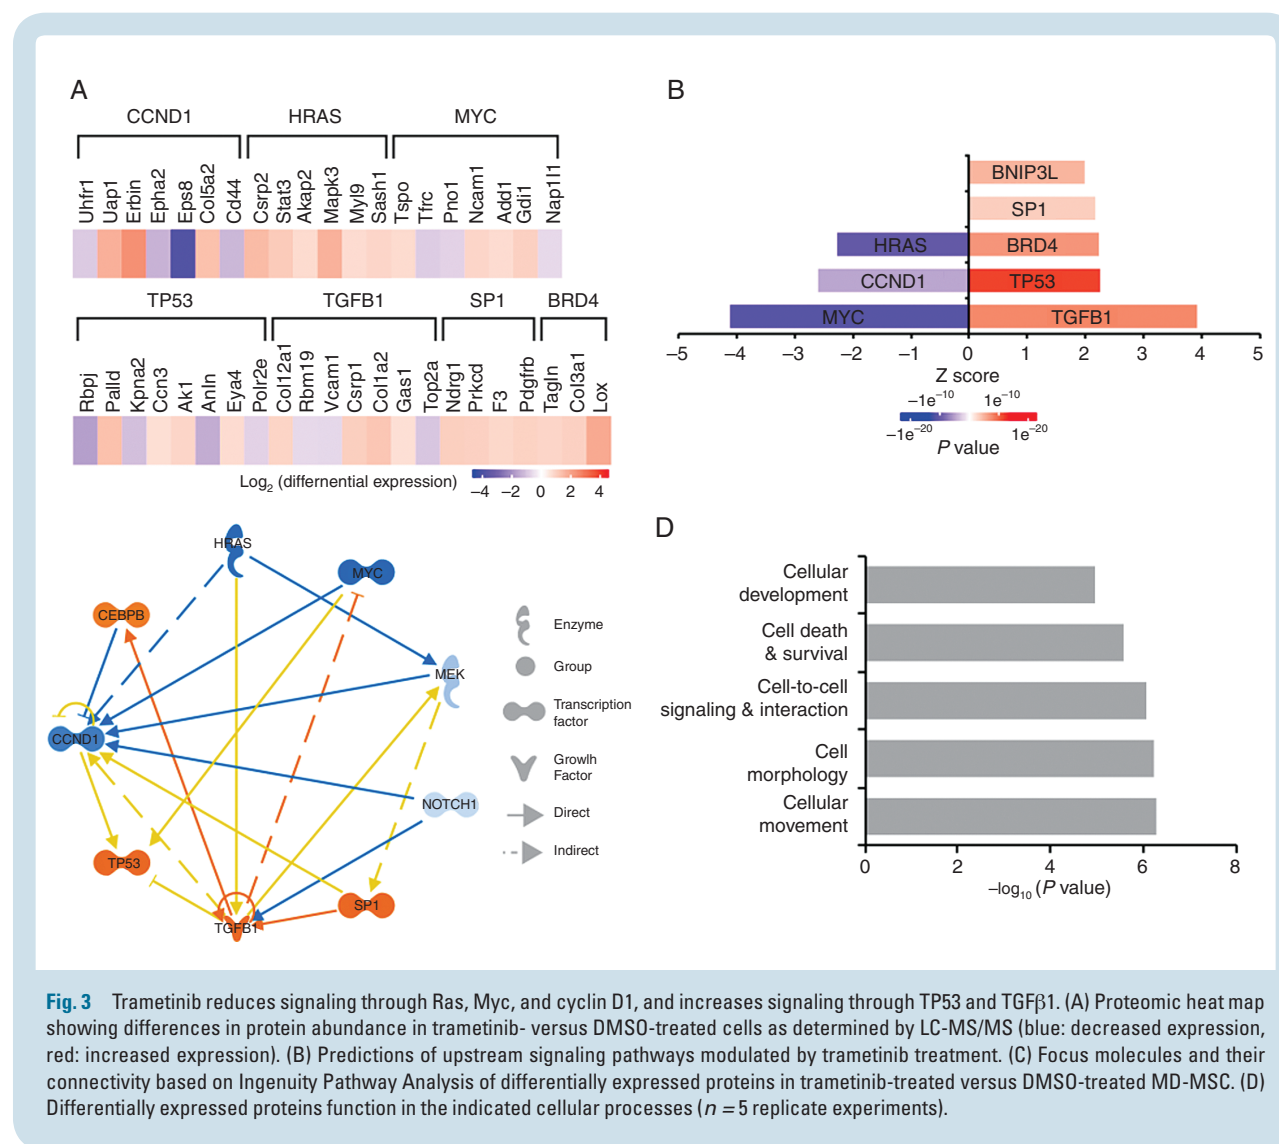 A
CCND1 HRAS MYC
Uhfr1 Uap1 Erbin Epha2 Eps8 Col5a2 Cd44 Csrp2 Stat3 Akap2 Mapk3 Myl9 Sash1 Tspo Tfrc Pno1 Ncam1 Add1 Gdi1 Nap1l1
TP53 TGFB1 SP1 BRD4
Rbpj Palld Kpna2 Ccn3 Ak1 Anln Eya4 Polr2e Col12a1 Rbm19 Vcam1 Csrp1 Col1a2 Gas1 Top2a Ndrg1 Prkcd F3 Pdgfrb Tagln Col3a1 Lox
Log2 (differnential expression)
−4 −2 0 2 4
B
BNIP3L
SP1
HRAS BRD4
CCND1 TP53
MYC TGFB1
−5 −4 −3 −2 −1 0 1 2 3 4 5
Z score
−1e−10 1e−10
−1e−20 1e−20
P value
HRAS
MYC
CEBPB
MEK
CCND1
NOTCH1
TP53
SP1
TGFB1
Enzyme
Group
Transcription
factor
Growlh
Factor
Direct
Indirect
D
Cellular
development
Cell death
& survival
Cell-to-cell
signaling & interaction
Cell
morphology
Cellular
movement
0 2 4 6 8
−log10 (P value)
Fig. 3 Trametinib reduces signaling through Ras, Myc, and cyclin D1, and increases signaling through TP53 and TGFβ1. (A) Proteomic heat map
showing differences in protein abundance in trametinib- versus DMSO-treated cells as determined by LC-MS/MS (blue: decreased expression,
red: increased expression). (B) Predictions of upstream signaling pathways modulated by trametinib treatment. (C) Focus molecules and their
connectivity based on Ingenuity Pathway Analysis of differentially expressed proteins in trametinib-treated versus DMSO-treated MD-MSC. (D)
Differentially expressed proteins function in the indicated cellular processes (n = 5 replicate experiments).